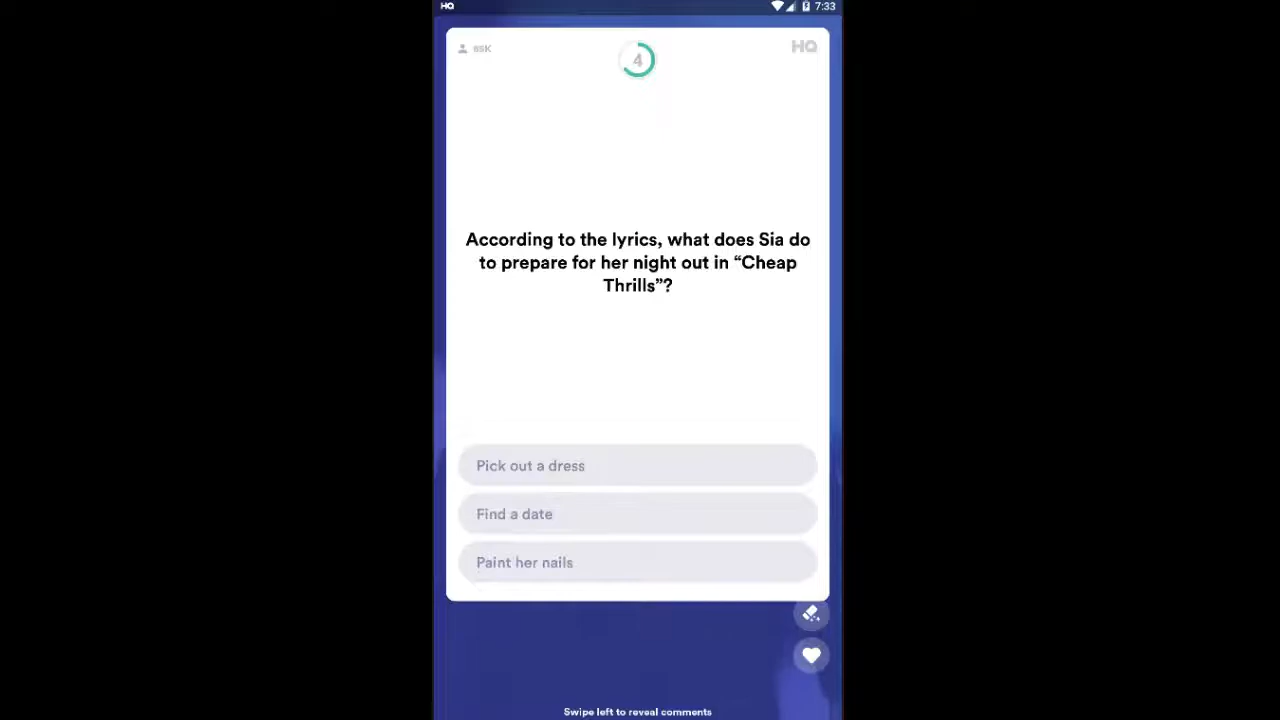 HQ 7:33
85K 4 HQ
According to the lyrics, what does Sia do
to prepare for her night out in “Cheap
Thrills”?
Pick out a dress
Find a date
Paint her nails
Swipe left to reveal comments